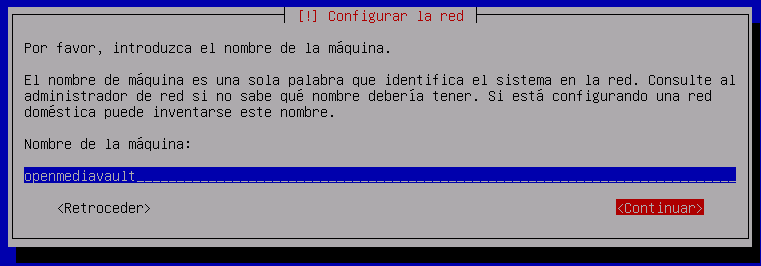 [!] Configurar la red
Por favor, introduzca el nombre de la máquina.
El nombre de máquina es una sola palabra que identifica el sistema en la red. Consulte al
administrador de red si no sabe qué nombre debería tener. Si está configurando una red
doméstica puede inventarse este nombre.
Nombre de la máquina:
openmediavault
<Retroceder> <Continuar>